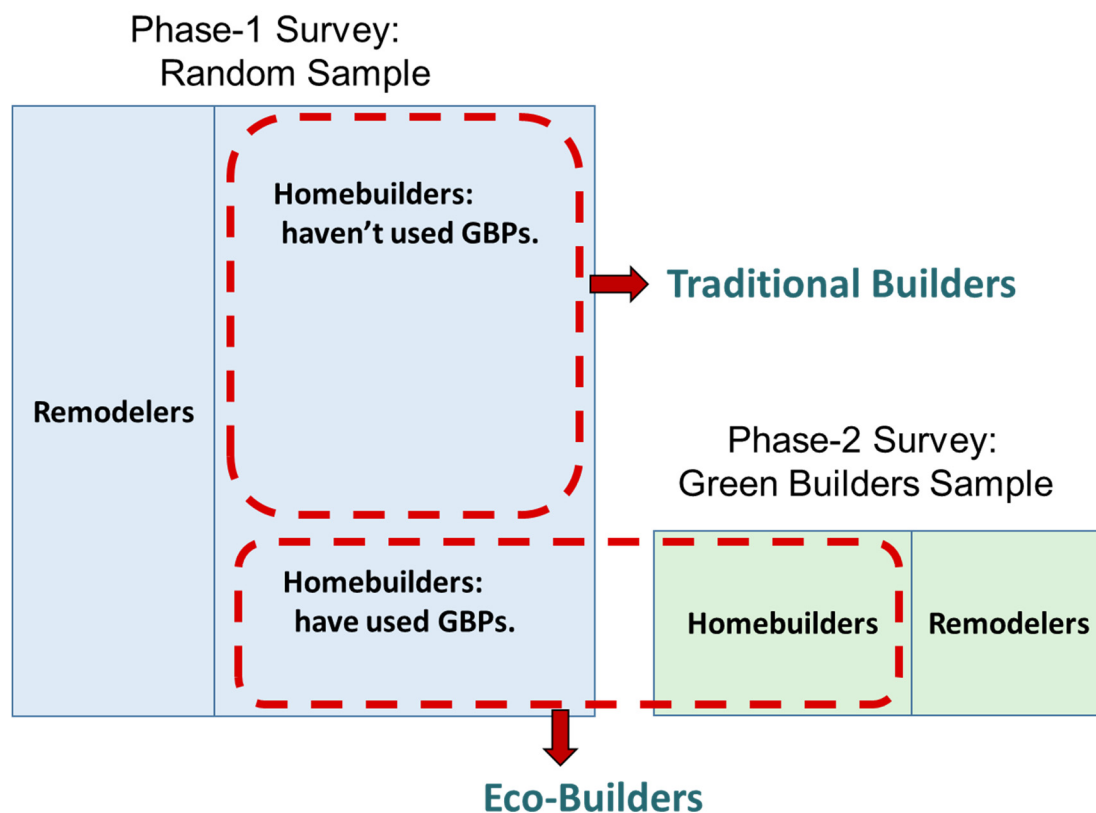 Phase-1 Survey:
Random Sample
Homebuilders:
haven’t used GBPs.
Traditional Builders
Remodelers
Phase-2 Survey:
Green Builders Sample
Homebuilders:
have used GBPs.
Homebuilders
Remodelers
Eco-Builders